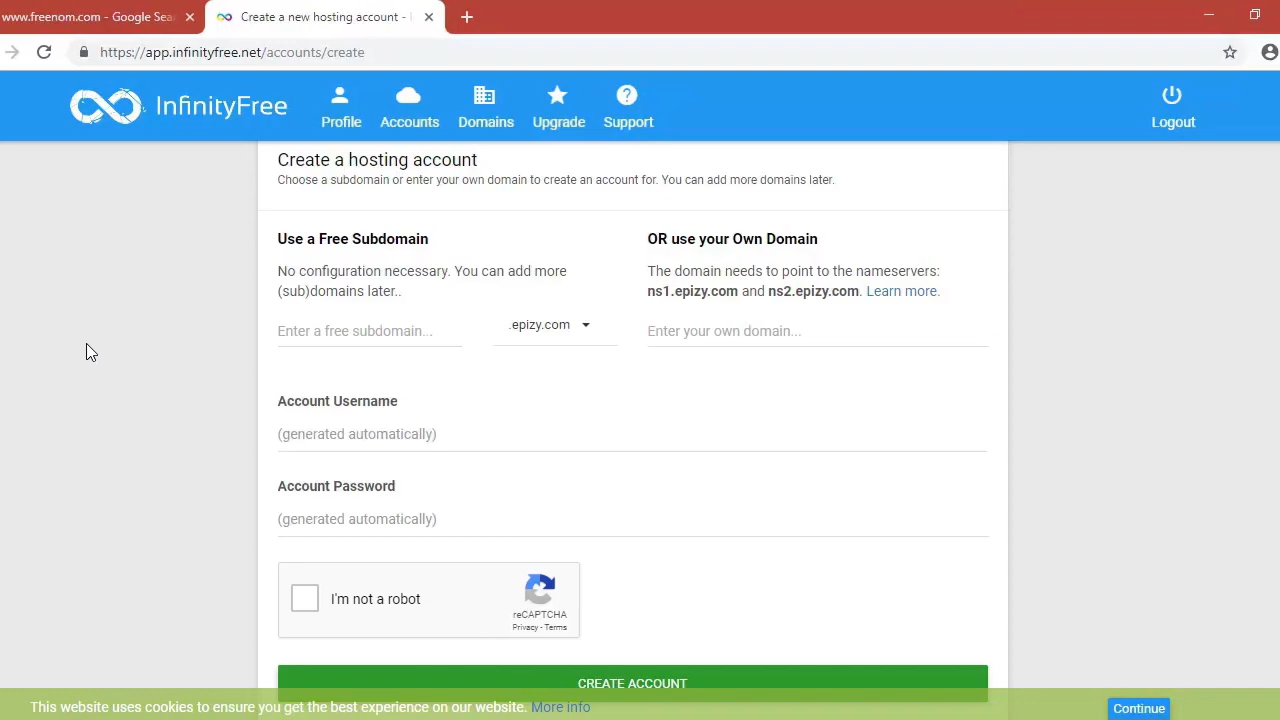 www.freenom.com - Google Sea
Create a new hosting account -
https://app.infinityfree.net/accounts/create
InfinityFree
Profile
Accounts
Domains
Upgrade
Support
Logout
Create a hosting account
Choose a subdomain or enter your own domain to create an account for. You can add more domains later.
Use a Free Subdomain
No configuration necessary. You can add more
(sub)domains later..
Enter a free subdomain...
.epizy.com
OR use your Own Domain
The domain needs to point to the nameservers:
ns1.epizy.com and ns2.epizy.com. Learn more.
Enter your own domain...
Account Username
(generated automatically)
Account Password
(generated automatically)
I'm not a robot
reCAPTCHA
Privacy - Terms
CREATE ACCOUNT
This website uses cookies to ensure you get the best experience on our website. More info
Continue